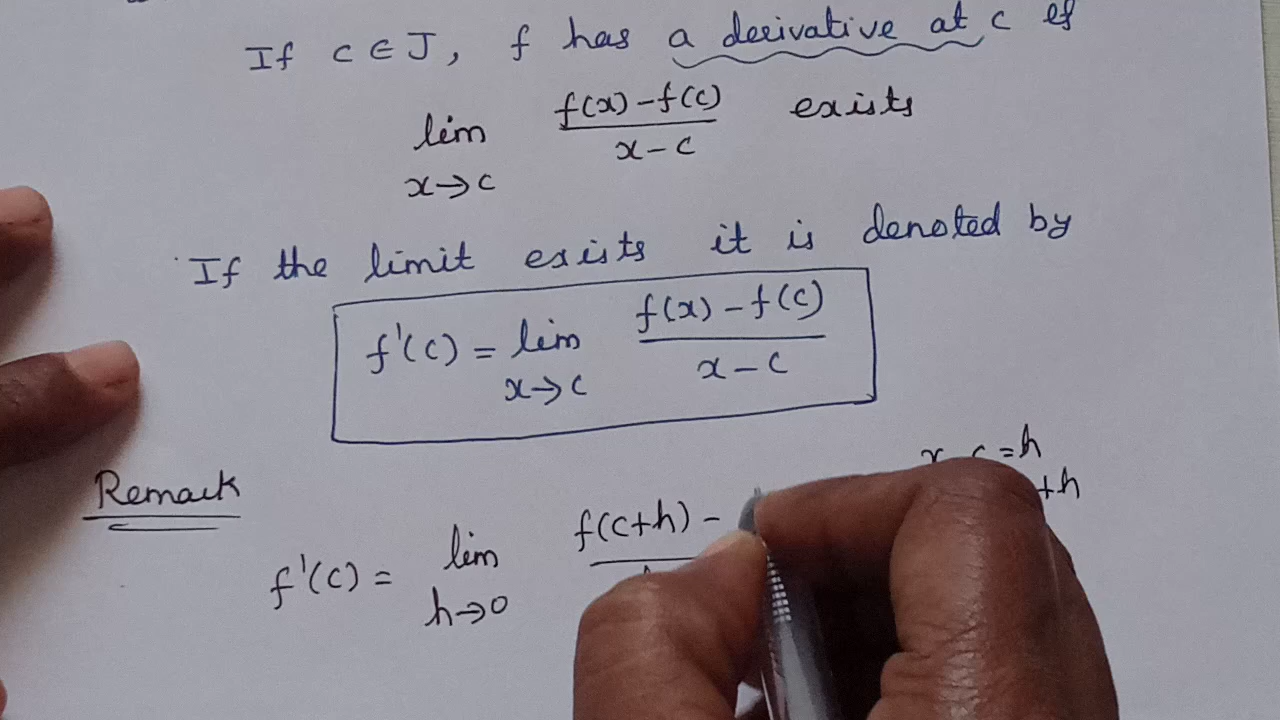 If c ∈ J, f has a derivative at c if
lim x→c (f(x) - f(c))/(x - c) exists
If the limit exists it is denoted by
f'(c) = lim x→c (f(x) - f(c))/(x - c)
x - c = h
+h
Remark
f'(c) = lim h→0 f(c+h) -